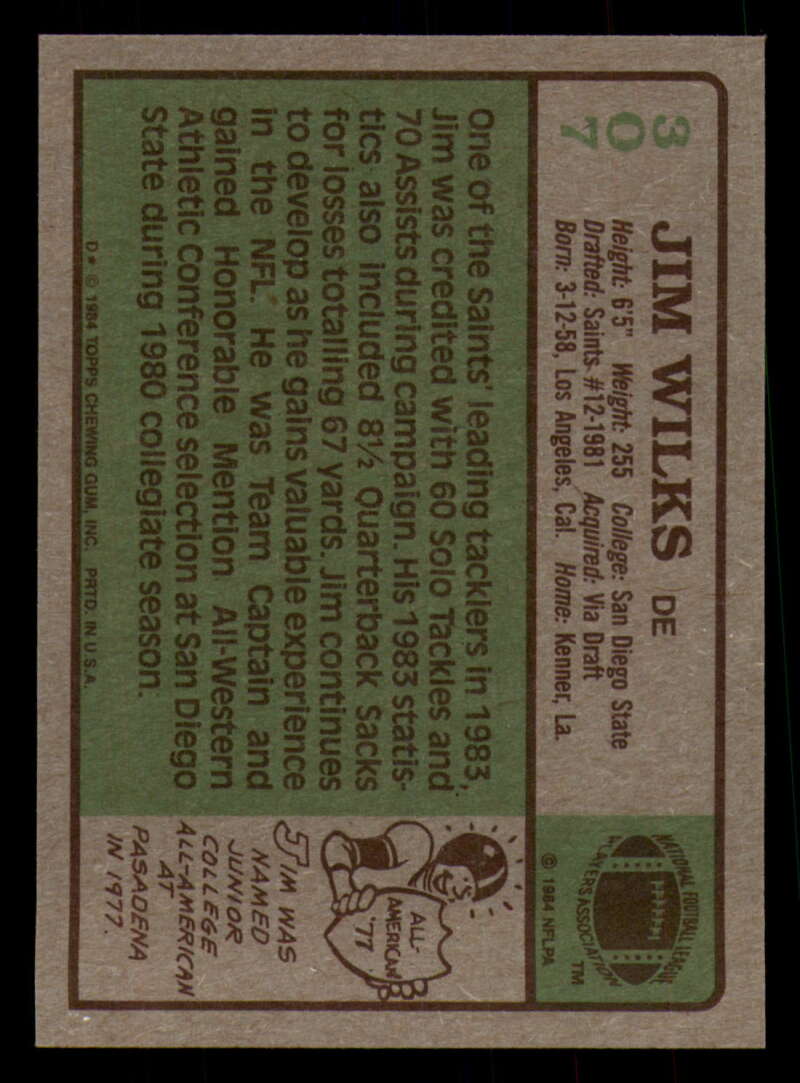 307
JIM WILKS DE
Height: 6'5" Weight: 255 College: San Diego State
Drafted: Saints-#12-1981 Acquired: Via Draft
Born: 3-12-58, Los Angeles, Cal. Home: Kenner, La.
NATIONAL FOOTBALL LEAGUE
PLAYERS ASSOCIATION
TM
© 1984 NFLPA
One of the Saints' leading tacklers in 1983,
Jim was credited with 60 Solo Tackles and
70 Assists during campaign. His 1983 statis-
tics also included 8½ Quarterback Sacks
for losses totalling 67 yards. Jim continues
to develop as he gains valuable experience
in the NFL. He was Team Captain and
gained Honorable Mention All-Western
Athletic Conference selection at San Diego
State during 1980 collegiate season.
D* © 1984 TOPPS CHEWING GUM, INC. PRTD. IN U.S.A.
ALL-
AMERICAN
'77
JIM WAS
NAMED
JUNIOR
COLLEGE
ALL-AMERICAN
AT
PASADENA
IN 1977.